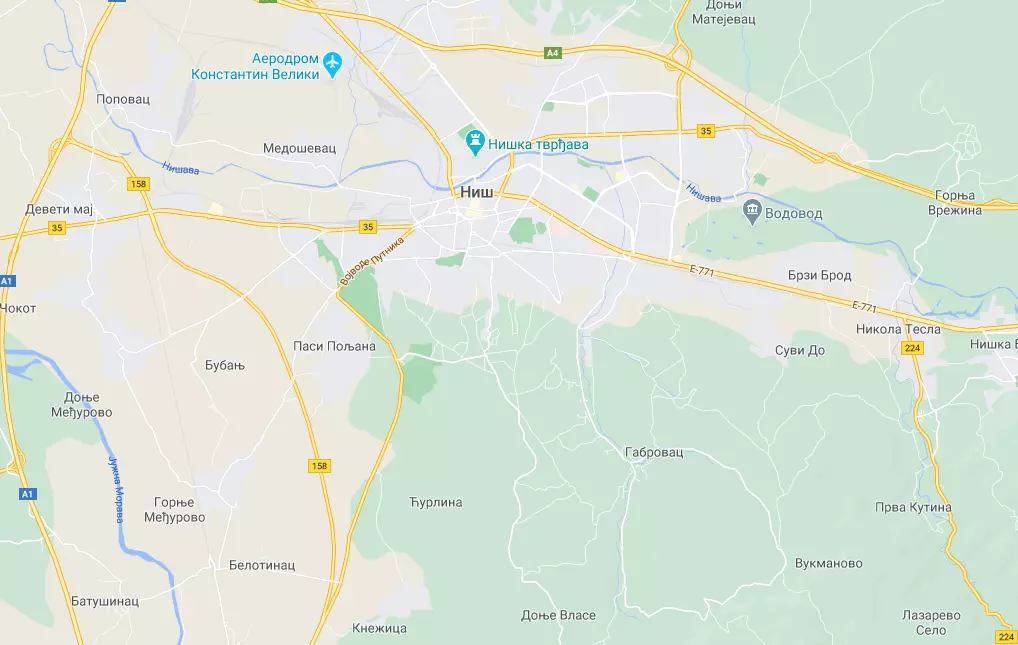 Доњи
Матејевац
A4
Аеродром
Константин Велики
Поповац
35
Нишка тврђава
Медошевац
Нишава
158
Ниш
Нишава
Горња
Врежина
Девети мај
Водовод
35
35
Војводе Путника
E-771
Брзи Брод
A1
E-771
Чокот
Никола Тесла
Паси Пољана
Суви До
224
Нишка
Бубањ
Доње
Међурово
Габровац
158
Јужна Морава
A1
Горње
Међурово
Ћурлина
Прва Кутина
Белотинац
Вукманово
Батушинац
Доње Власе
Лазарево
Село
Кнежица
224